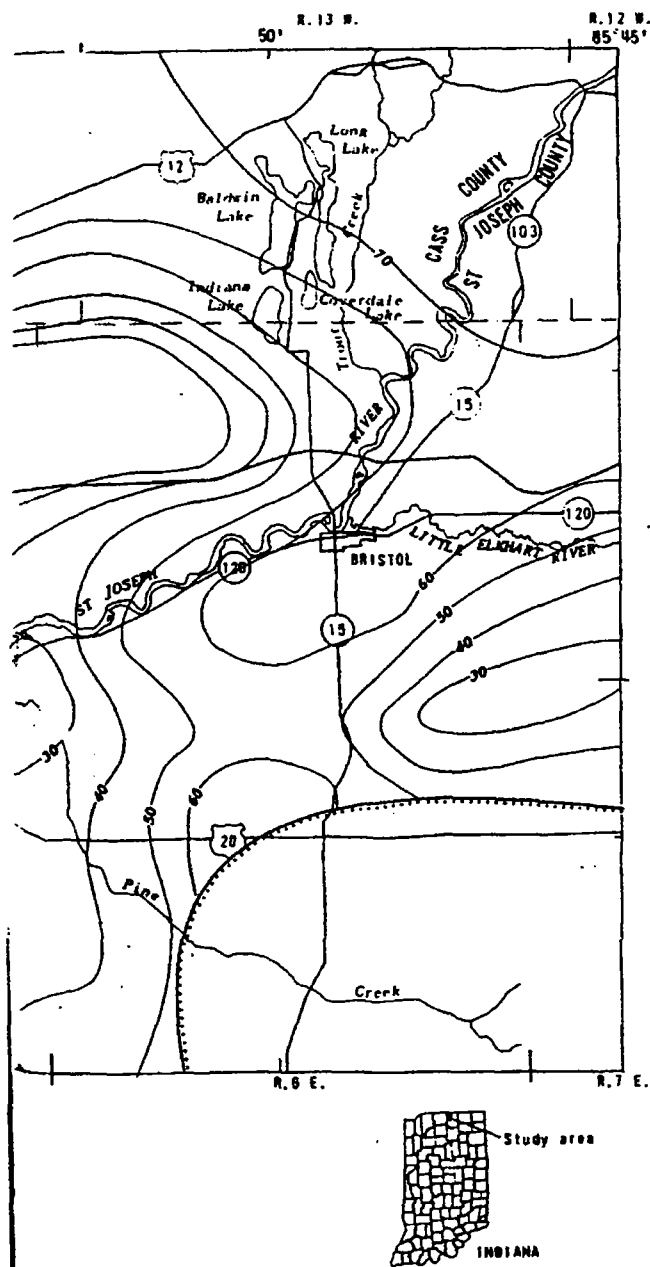 R.13 W.
R.12 W.
50'
85°45'
Long
Lake
12
Baldwin
Lake
Creek
CASS COUNTY
ST JOSEPH COUNTY
103
70
Indiana
Lake
Coverdale
Lake
Trout
15
RIVER
120
LITTLE ELKHART RIVER
BRISTOL
ST JOSEPH
120
60
50
15
40
30
30
40
50
60
20
Pine
Creek
R.6 E.
R.7 E.
Study area
INDIANA